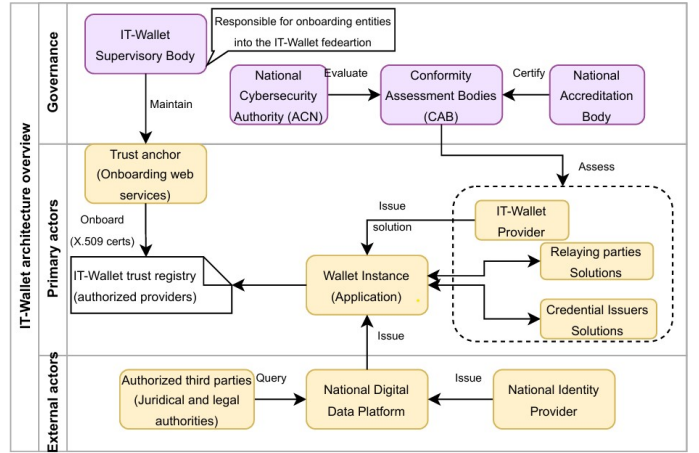 IT-Wallet architecture overview
Governance
IT-Wallet
Supervisory Body
Responsible for onboarding entities
into the IT-Wallet fedeartion
National
Cybersecurity
Authority (ACN)
Evaluate
Conformity
Assessment Bodies
(CAB)
Certify
National
Accreditation
Body
Maintain
Primary actors
Trust anchor
(Onboarding web
services)
Assess
Onboard
(X.509 certs)
Issue
solution
IT-Wallet
Provider
IT-Wallet trust registry
(authorized providers)
Wallet Instance
(Application)
Relaying parties
Solutions
Credential Issuers
Solutions
Issue
External actors
Authorized third parties
(Juridical and legal
authorities)
Query
National Digital
Data Platform
Issue
National Identity
Provider